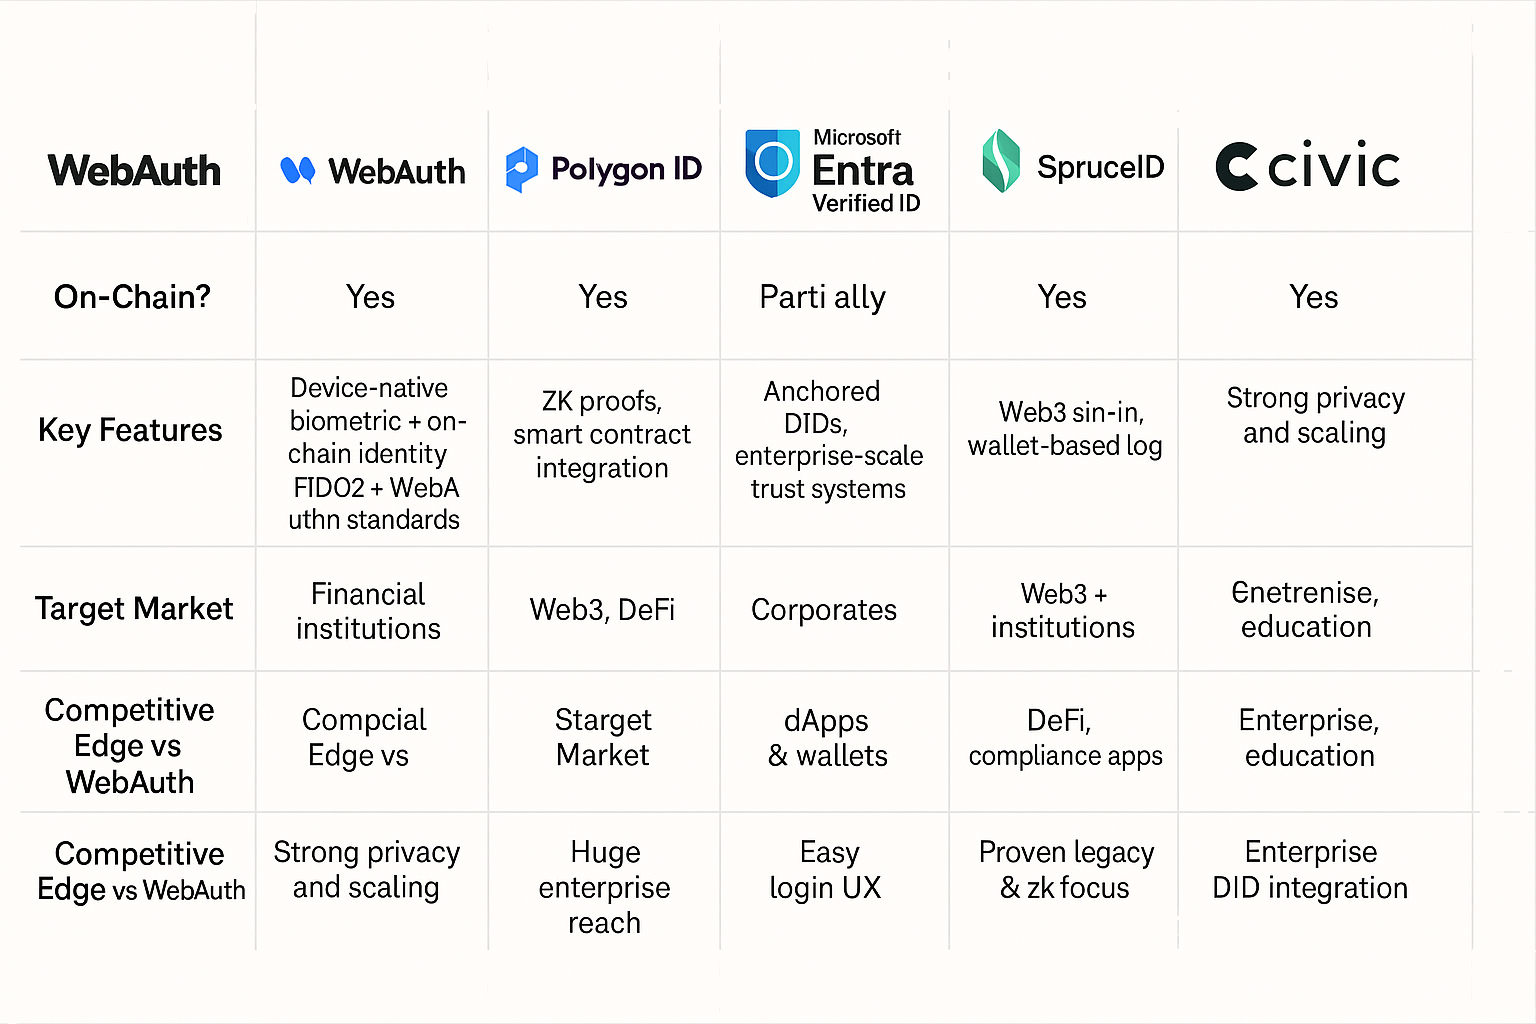 WebAuth
WebAuth
Polygon ID
Microsoft
Entra
Verified ID
SpruceID
civic
On-Chain?
Yes
Yes
Parti ally
Yes
Yes
Key Features
Device-native
biometric + on-
chain identity
FIDO2 + WebA
uthn standards
ZK proofs,
smart contract
integration
Anchored
DIDs,
enterprise-scale
trust systems
Web3 sin-in,
wallet-based log
Strong privacy
and scaling
Target Market
Financial
institutions
Web3, DeFi
Corporates
Web3 +
institutions
Enetrenise,
education
Competitive
Edge vs
WebAuth
Compcial
Edge vs
Starget
Market
dApps
& wallets
DeFi,
compliance apps
Enterprise,
education
Competitive
Edge vs WebAuth
Strong privacy
and scaling
Huge
enterprise
reach
Easy
login UX
Proven legacy
& zk focus
Enterprise
DID integration